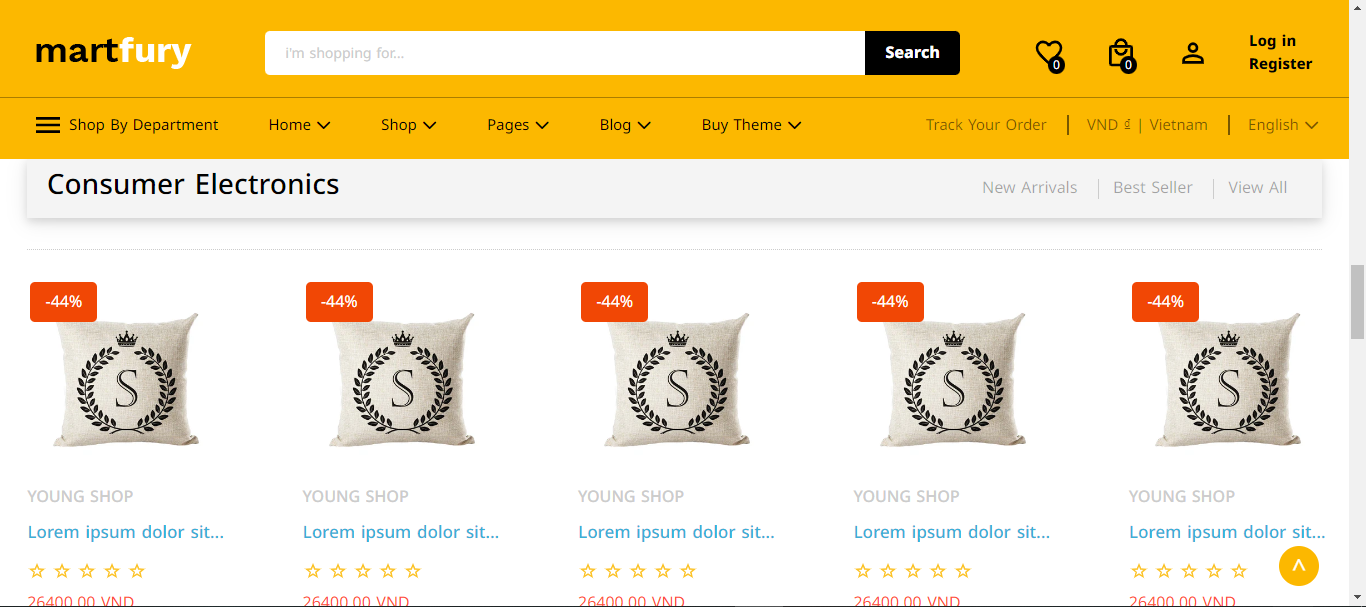 martfury
i'm shopping for...
Search
0
0
Log in
Register
Shop By Department
Home
Shop
Pages
Blog
Buy Theme
Track Your Order
VND ₫ | Vietnam
English
Consumer Electronics
New Arrivals
Best Seller
View All
-44%
-44%
-44%
-44%
-44%
S
S
S
S
S
YOUNG SHOP
YOUNG SHOP
YOUNG SHOP
YOUNG SHOP
YOUNG SHOP
Lorem ipsum dolor sit...
Lorem ipsum dolor sit...
Lorem ipsum dolor sit...
Lorem ipsum dolor sit...
Lorem ipsum dolor sit...
26400.00 VND
26400.00 VND
26400.00 VND
26400.00 VND
26400.00 VND